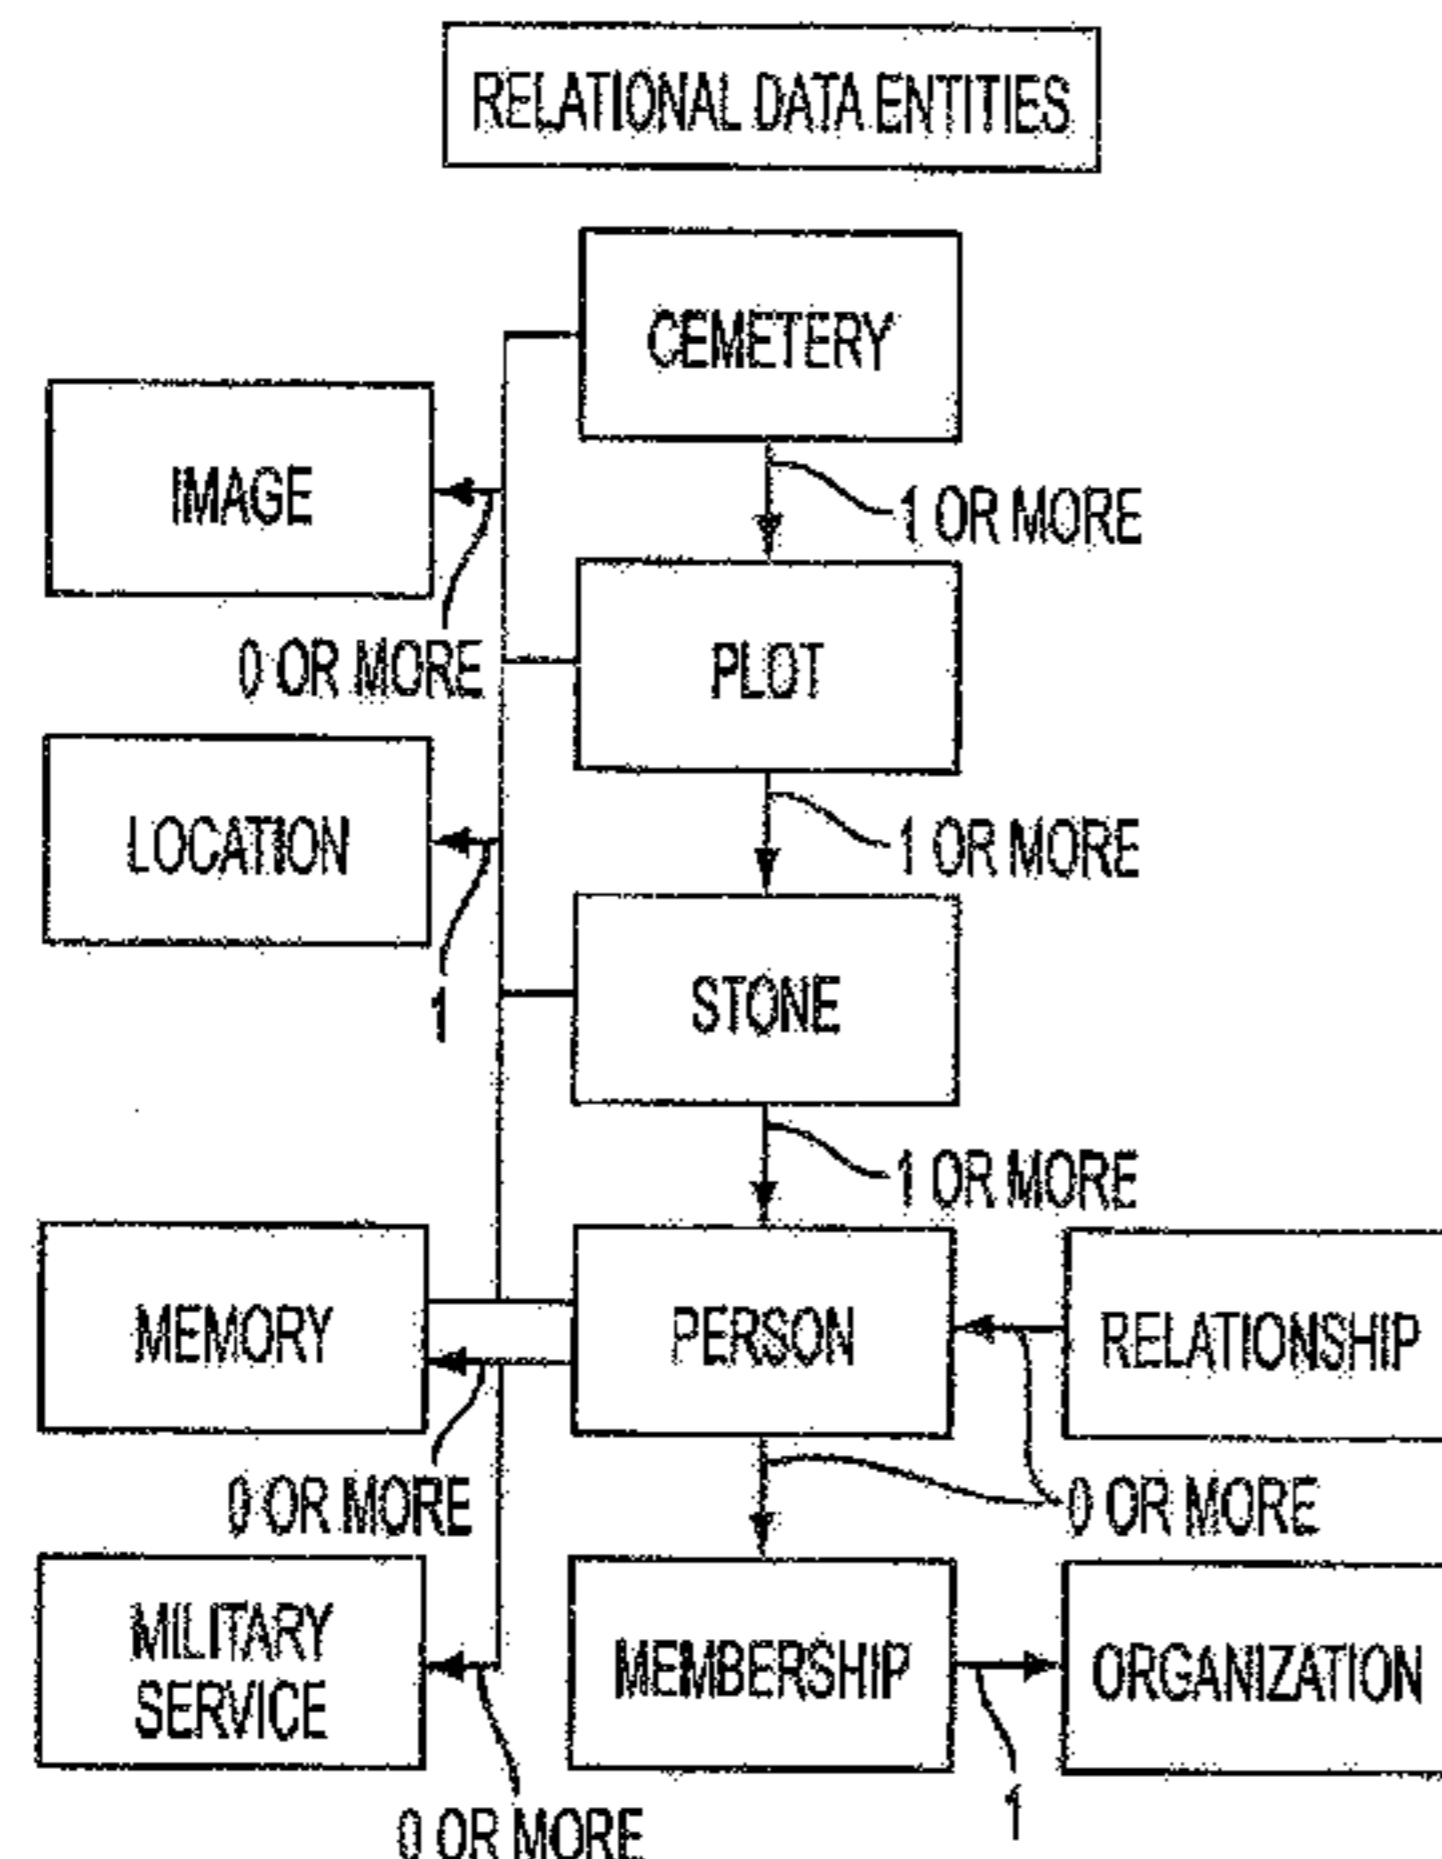 RELATIONAL DATA ENTITIES
CEMETERY
IMAGE
1 OR MORE
0 OR MORE
PLOT
LOCATION
1 OR MORE
1
STONE
1 OR MORE
MEMORY
PERSON
RELATIONSHIP
0 OR MORE
0 OR MORE
MILITARY
SERVICE
MEMBERSHIP
ORGANIZATION
0 OR MORE
1